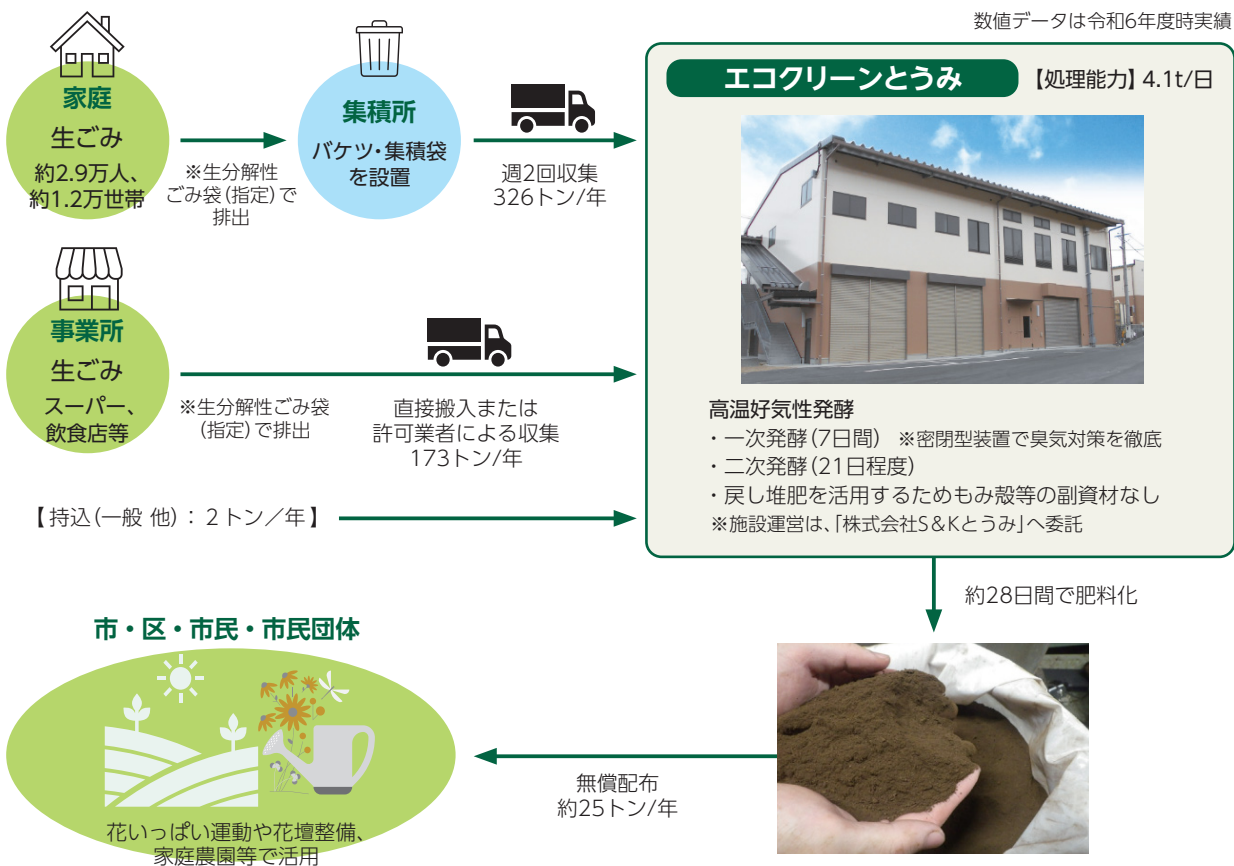 数値データは令和6年度時実績
家庭
生ごみ
約2.9万人、
約1.2万世帯
※生分解性
ごみ袋(指定)で
排出
集積所
バケツ・集積袋
を設置
週2回収集
326トン/年
エコクリーンとうみ
【処理能力】4.1t/日
事業所
生ごみ
スーパー、
飲食店等
※生分解性ごみ袋
(指定)で排出
直接搬入または
許可業者による収集
173トン/年
【持込(一般 他)：2トン／年】
高温好気性発酵
・一次発酵(7日間) ※密閉型装置で臭気対策を徹底
・二次発酵(21日程度)
・戻し堆肥を活用するためもみ殻等の副資材なし
※施設運営は、「株式会社S&Kとうみ」へ委託
約28日間で肥料化
無償配布
約25トン/年
市・区・市民・市民団体
花いっぱい運動や花壇整備、
家庭農園等で活用